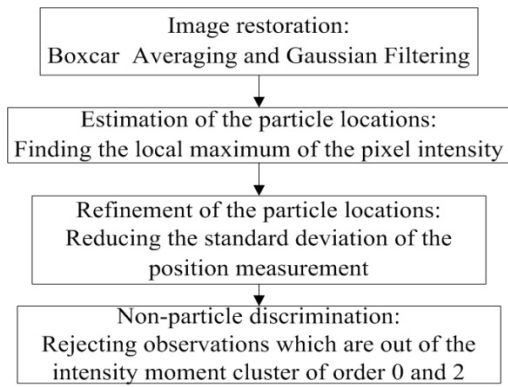 Image restoration:
Boxcar Averaging and Gaussian Filtering
Estimation of the particle locations:
Finding the local maximum of the pixel intensity
Refinement of the particle locations:
Reducing the standard deviation of the
position measurement
Non-particle discrimination:
Rejecting observations which are out of the
intensity moment cluster of order 0 and 2